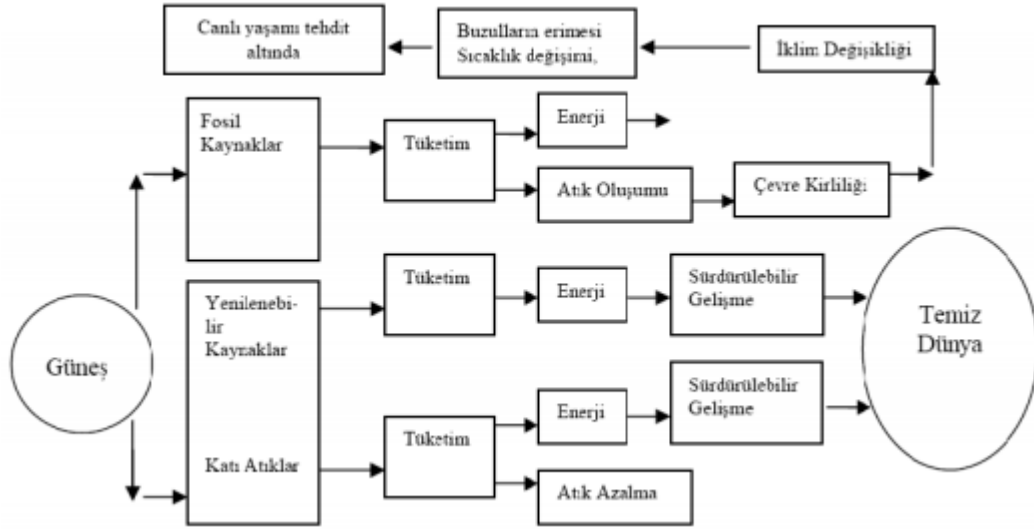 Canlı yaşamı tehdit
altında
Buzulların erimesi
Sıcaklık değişimi,
İklim Değişikliği
Fosil
Kaynaklar
Tüketim
Enerji
Atık Oluşumu
Çevre Kirliliği
Güneş
Yenilenebi-
lir
Kaynaklar
Tüketim
Enerji
Sürdürülebilir
Gelişme
Temiz
Dünya
Katı Atıklar
Tüketim
Enerji
Sürdürülebilir
Gelişme
Atık Azalma